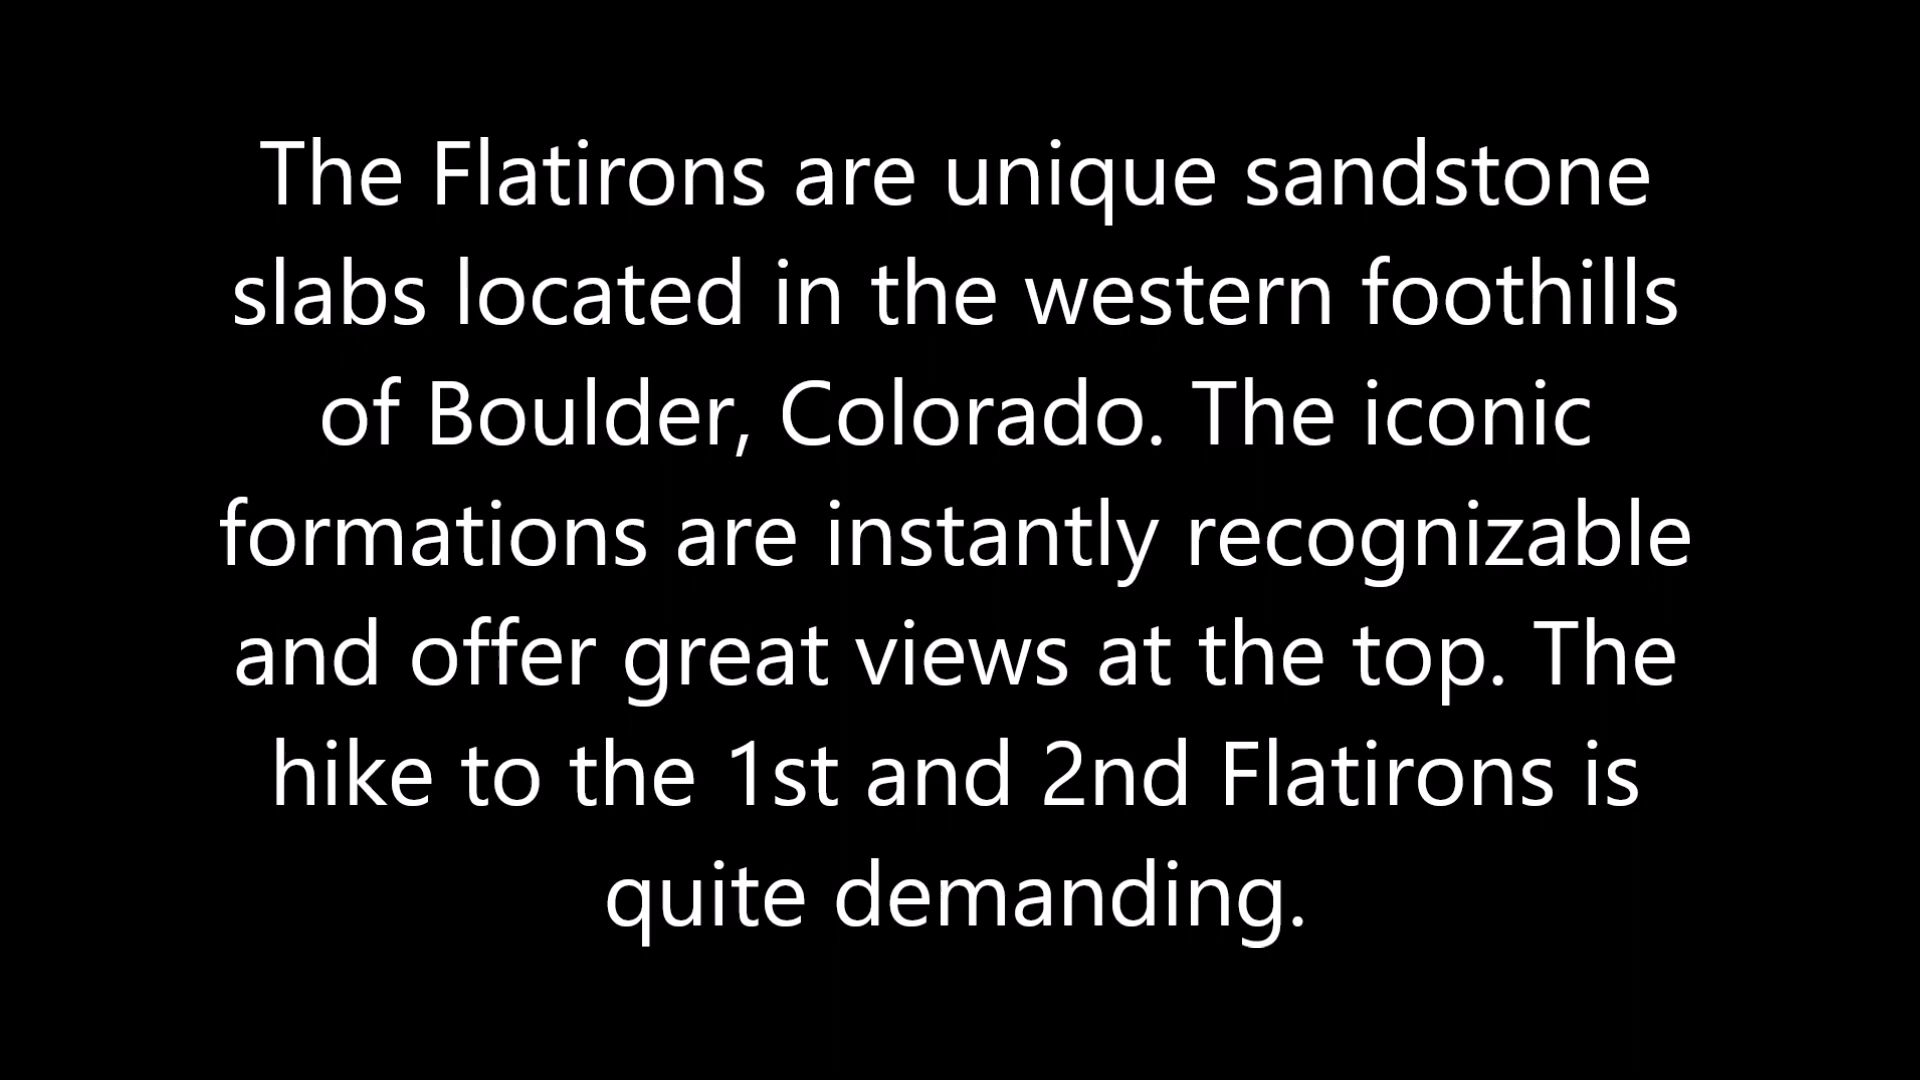 The Flatirons are unique sandstone
slabs located in the western foothills
of Boulder, Colorado. The iconic
formations are instantly recognizable
and offer great views at the top. The
hike to the 1st and 2nd Flatirons is
quite demanding.